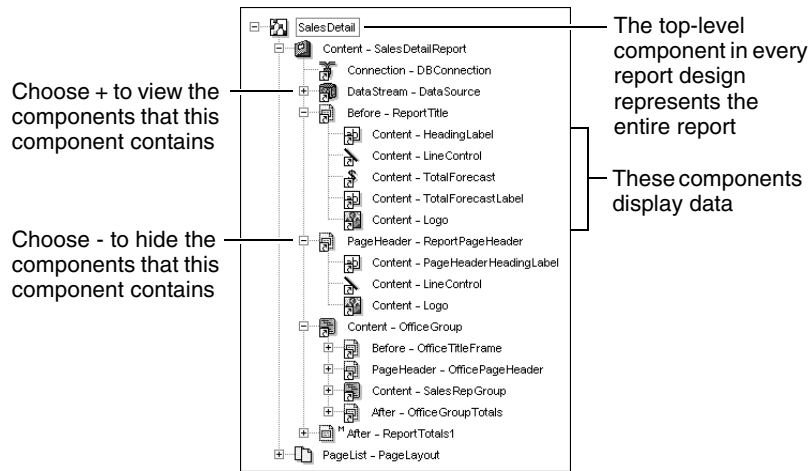 SalesDetail
Content - SalesDetailReport
Connection - DBConnection
DataStream - DataSource
Before - ReportTitle
Content - HeadingLabel
Content - LineControl
Content - TotalForecast
Content - TotalForecastLabel
Content - Logo
PageHeader - ReportPageHeader
Content - PageHeaderHeadingLabel
Content - LineControl
Content - Logo
Content - OfficeGroup
Before - OfficeTitleFrame
PageHeader - OfficePageHeader
Content - SalesRepGroup
After - OfficeGroupTotals
M After - ReportTotals1
PageList - PageLayout
Choose + to view the
components that this
component contains
Choose - to hide the
components that this
component contains
The top-level
component in every
report design
represents the
entire report
These components
display data